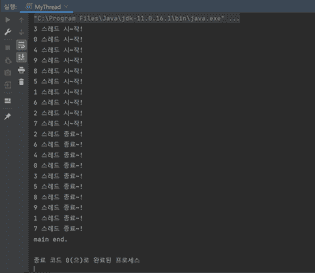 실행: MyThread
"C:\Program Files\Java\jdk-11.0.16.1\bin\java.exe" ...
3 스레드 시~작!
0 스레드 시~작!
4 스레드 시~작!
9 스레드 시~작!
8 스레드 시~작!
5 스레드 시~작!
1 스레드 시~작!
6 스레드 시~작!
2 스레드 시~작!
7 스레드 시~작!
2 스레드 종료~!
6 스레드 종료~!
4 스레드 종료~!
0 스레드 종료~!
3 스레드 종료~!
5 스레드 종료~!
8 스레드 종료~!
9 스레드 종료~!
1 스레드 종료~!
7 스레드 종료~!
main end.
종료 코드 0(으)로 완료된 프로세스